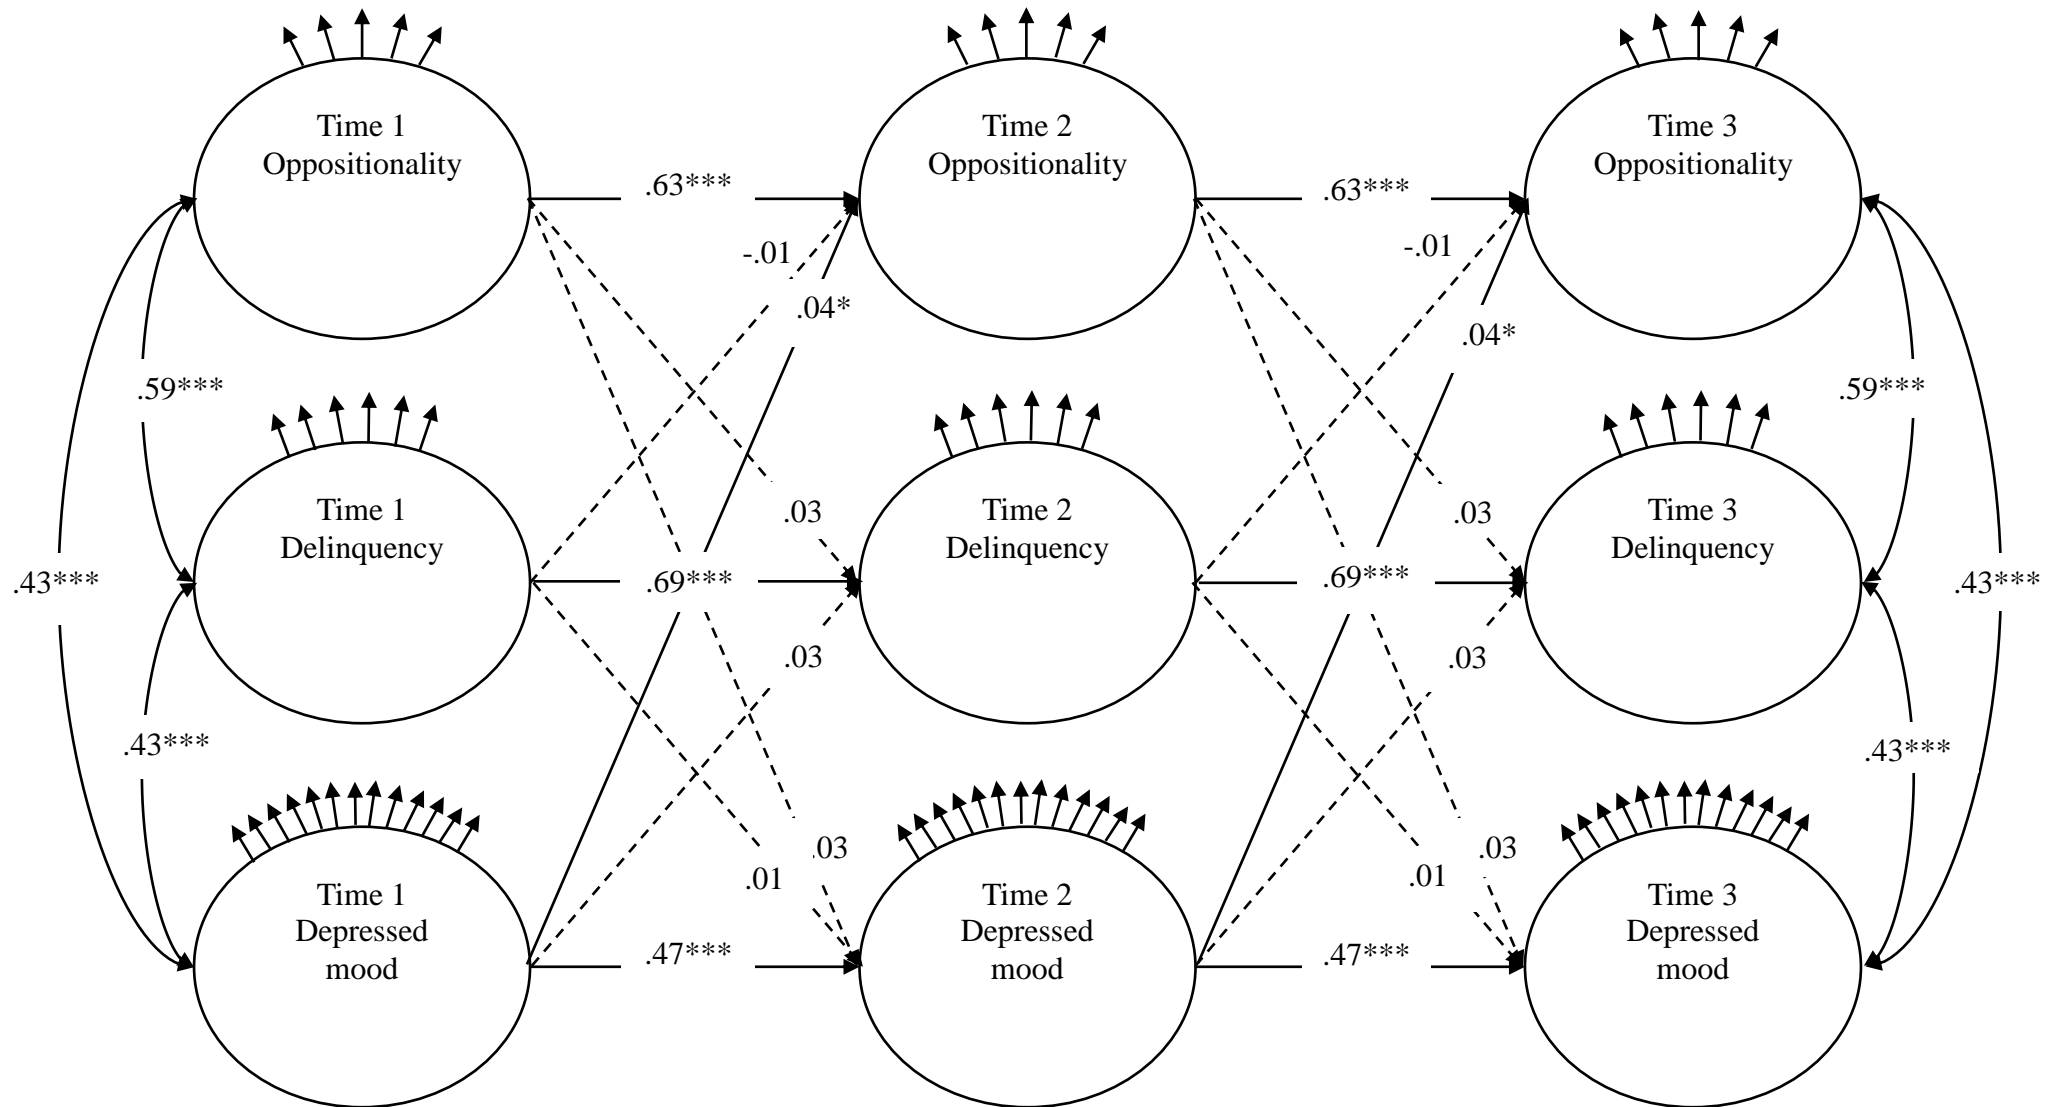 Time 1
Oppositionality
Time 2
Oppositionality
Time 3
Oppositionality
.63***
.63***
-.01
-.01
.04*
.04*
.59***
.59***
Time 1
Delinquency
Time 2
Delinquency
Time 3
Delinquency
.03
.03
.43***
.69***
.69***
.43***
.03
.03
.43***
.43***
.03
.03
.01
.01
Time 1
Depressed
mood
Time 2
Depressed
mood
Time 3
Depressed
mood
.47***
.47***